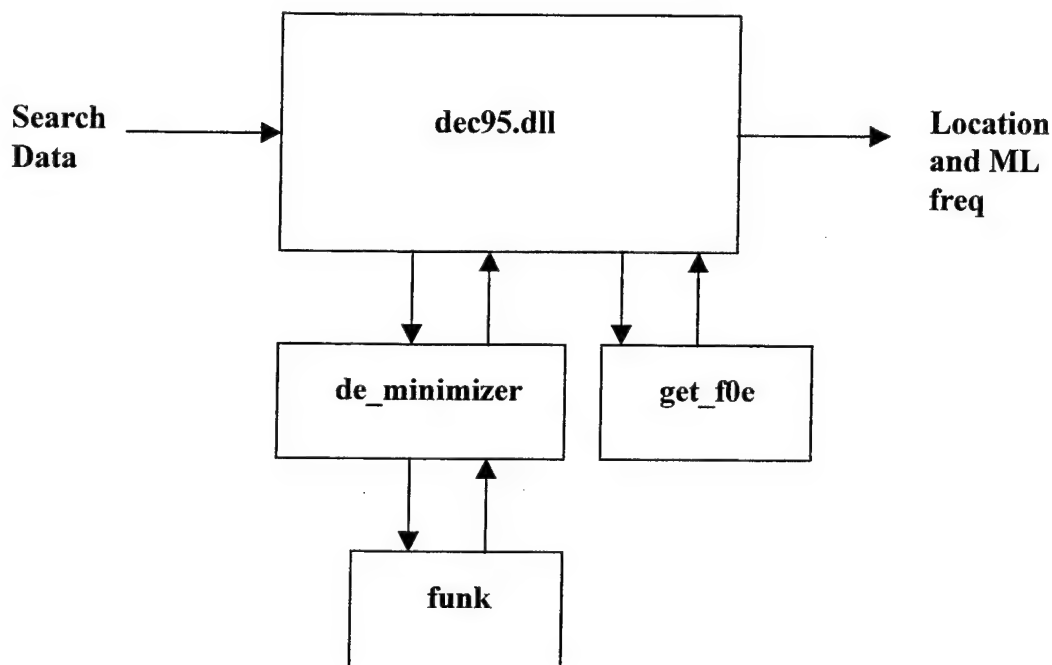 Search
Data
dec95.dll
Location
and ML
freq
de_minimizer
get_f0e
funk